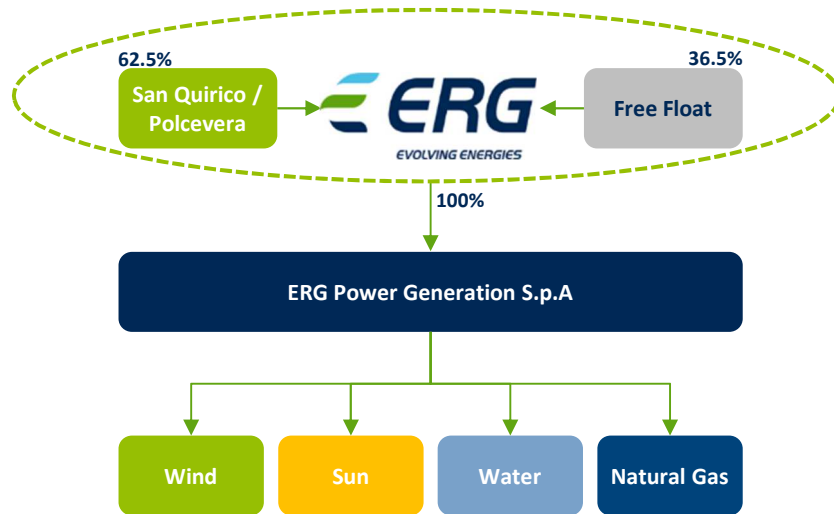 62.5%
36.5%
San Quirico /
Polcevera
ERG
EVOLVING ENERGIES
Free Float
100%
ERG Power Generation S.p.A
Wind
Sun
Water
Natural Gas